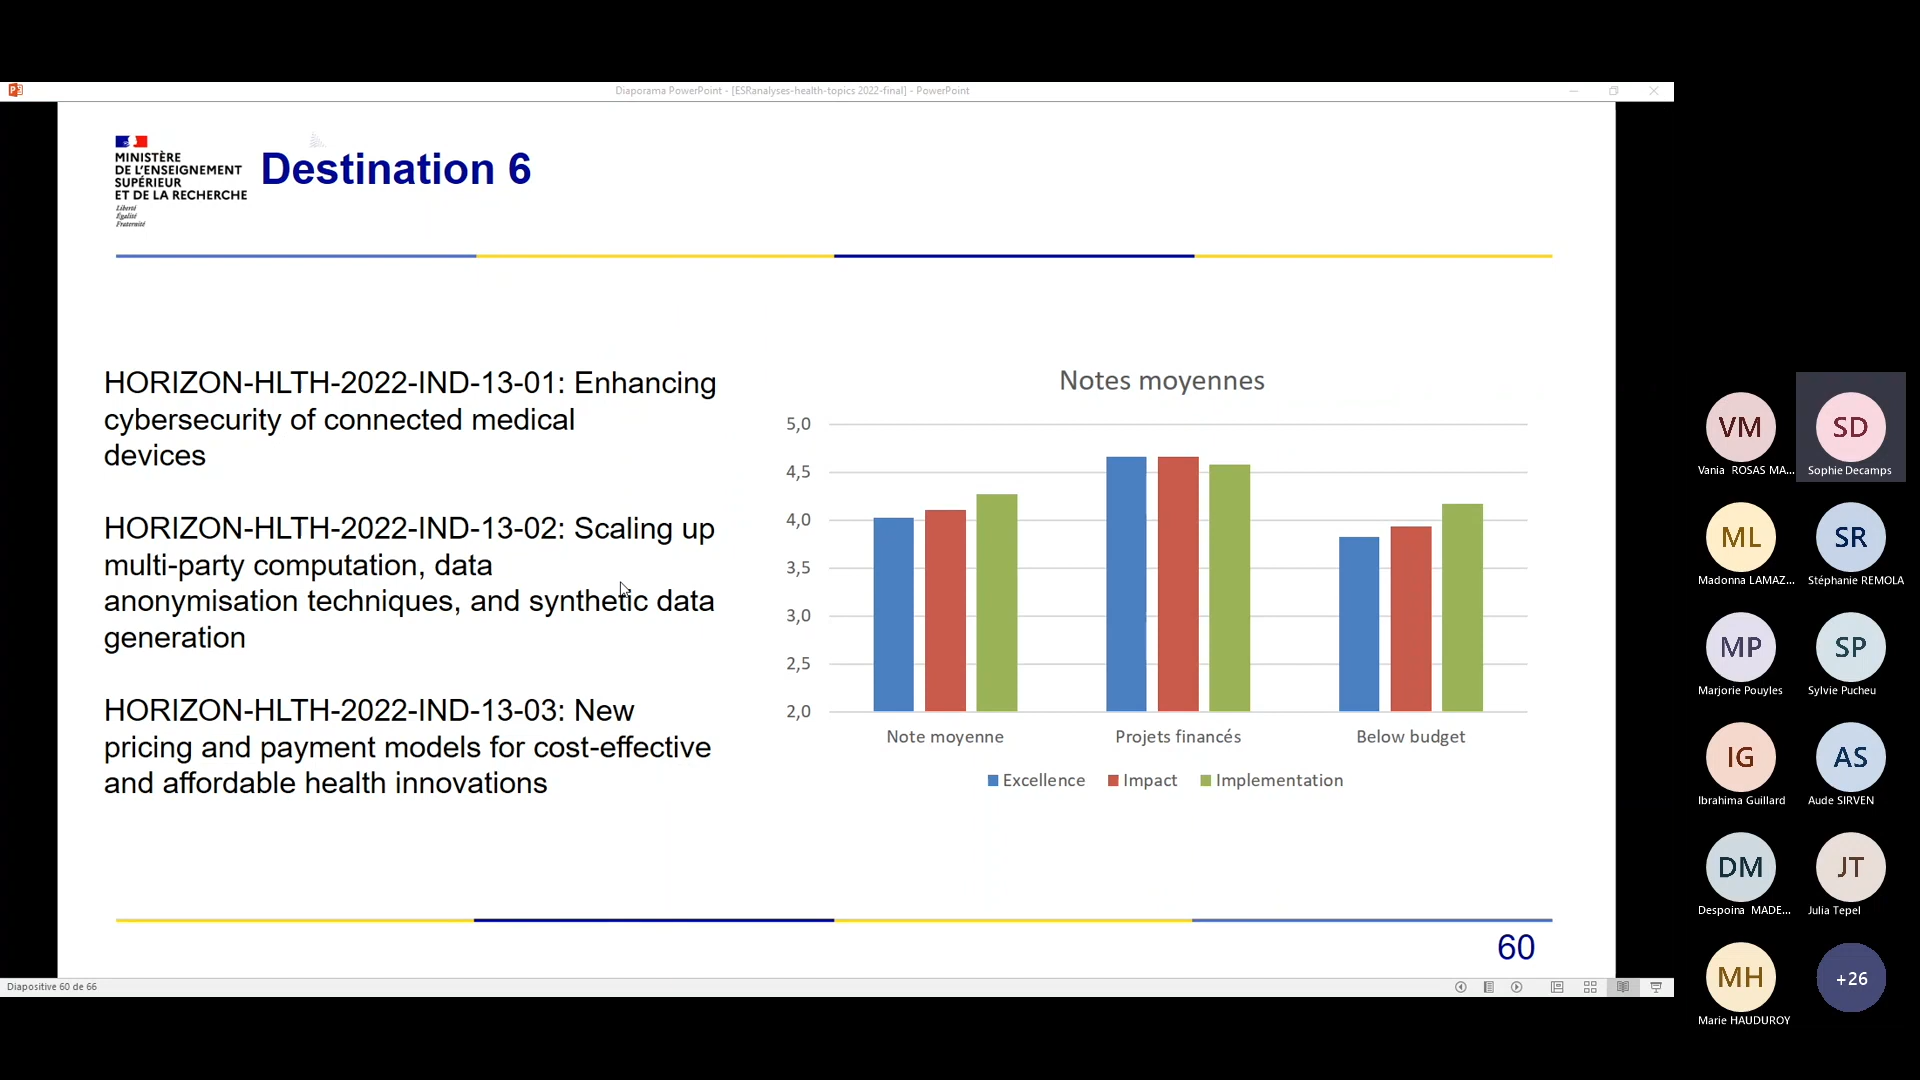 Diaporama PowerPoint - [ESRanalyses-health-topics 2022-final] - PowerPoint
MINISTÈRE
DE L'ENSEIGNEMENT
SUPÉRIEUR
ET DE LA RECHERCHE
Liberté
Égalité
Fraternité
Destination 6
HORIZON-HLTH-2022-IND-13-01: Enhancing
cybersecurity of connected medical
devices
HORIZON-HLTH-2022-IND-13-02: Scaling up
multi-party computation, data
anonymisation techniques, and synthetic data
generation
HORIZON-HLTH-2022-IND-13-03: New
pricing and payment models for cost-effective
and affordable health innovations
Notes moyennes
5,0
4,5
4,0
3,5
3,0
2,5
2,0
Note moyenne Projets financés Below budget
Excellence Impact Implementation
60
Diapositive 60 de 66
VM SD
Vania ROSAS MA... Sophie Decamps
ML SR
Madonna LAMAZ... Stéphanie REMOLA
MP SP
Marjorie Pouyles Sylvie Pucheu
IG AS
Ibrahima Guillard Aude SIRVEN
DM JT
Despoina MADE... Julia Tepel
MH +26
Marie HAUDUROY